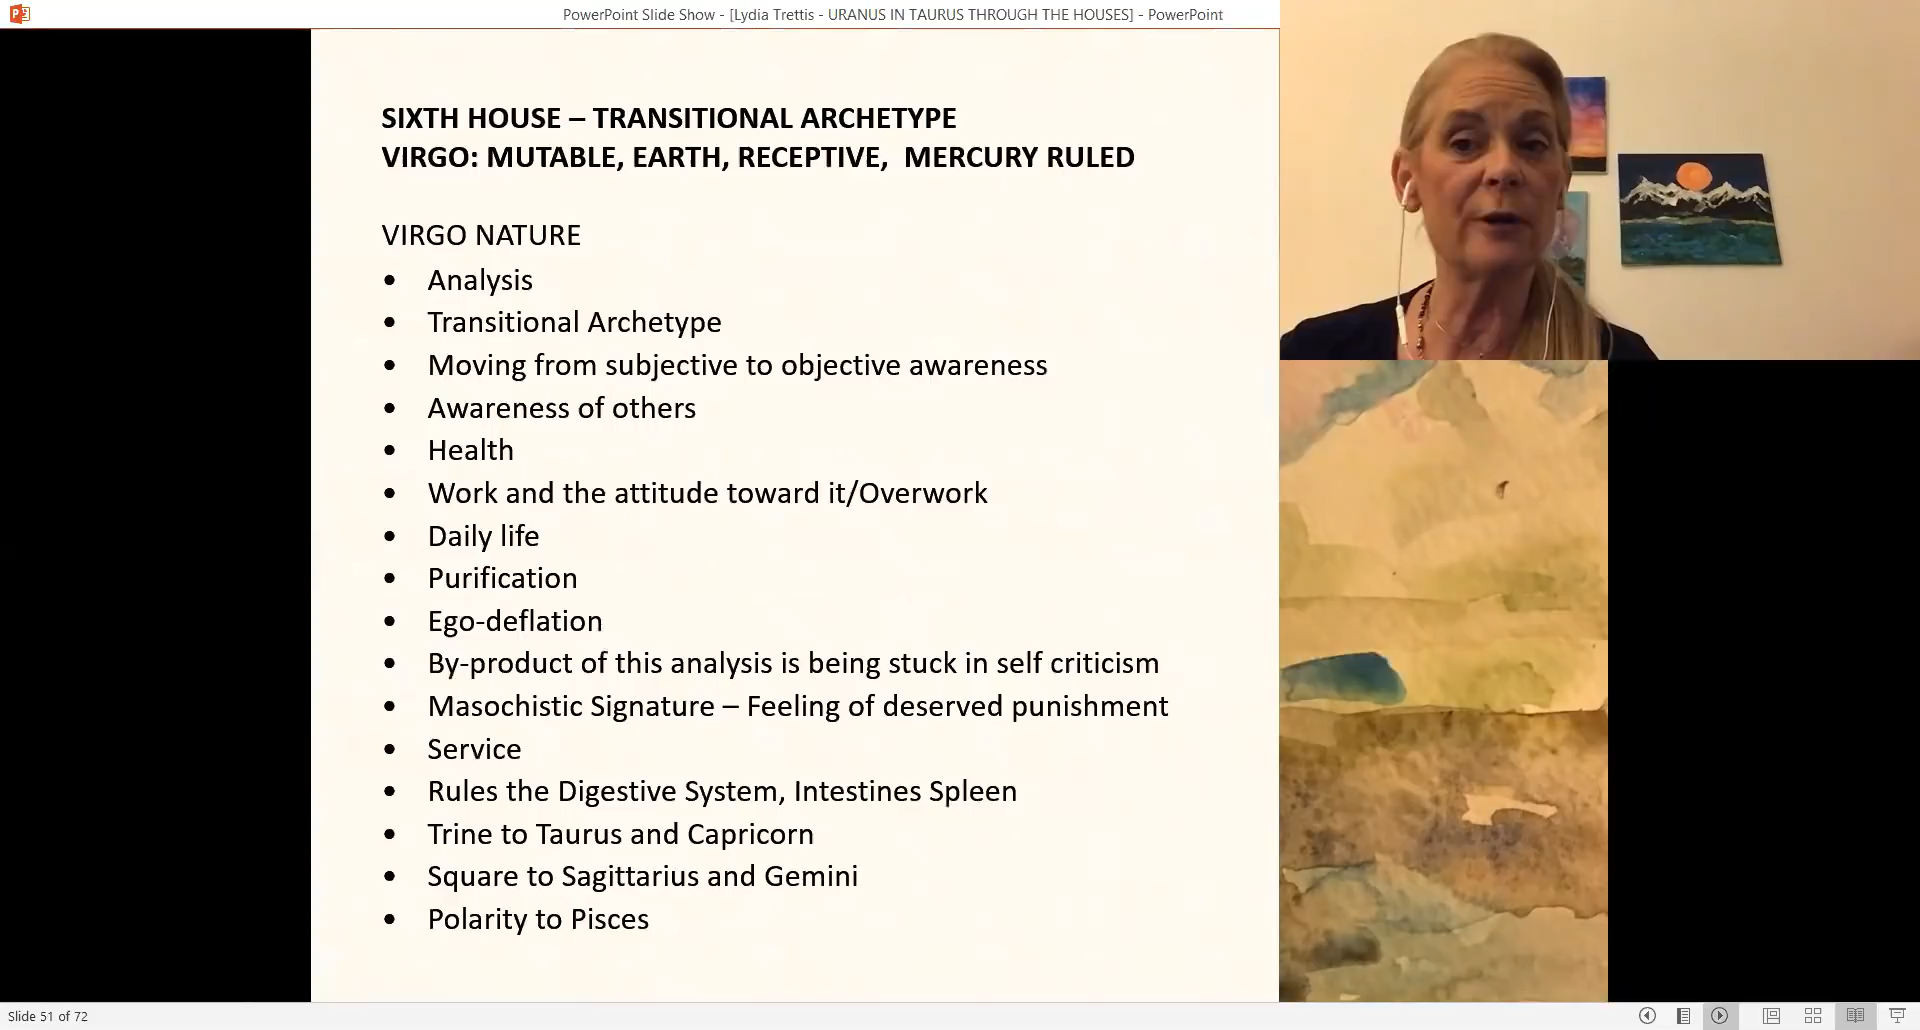 PowerPoint Slide Show - [Lydia Trettis - URANUS IN TAURUS THROUGH THE HOUSES] - PowerPoint
SIXTH HOUSE – TRANSITIONAL ARCHETYPE
VIRGO: MUTABLE, EARTH, RECEPTIVE, MERCURY RULED
VIRGO NATURE
• Analysis
• Transitional Archetype
• Moving from subjective to objective awareness
• Awareness of others
• Health
• Work and the attitude toward it/Overwork
• Daily life
• Purification
• Ego-deflation
• By-product of this analysis is being stuck in self criticism
• Masochistic Signature – Feeling of deserved punishment
• Service
• Rules the Digestive System, Intestines Spleen
• Trine to Taurus and Capricorn
• Square to Sagittarius and Gemini
• Polarity to Pisces
Slide 51 of 72